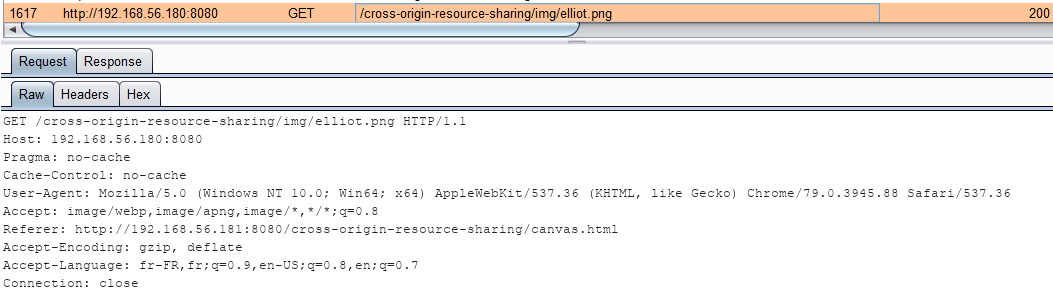 1617 http://192.168.56.180:8080 GET /cross-origin-resource-sharing/img/elliot.png 200
Request Response
Raw Headers Hex
GET /cross-origin-resource-sharing/img/elliot.png HTTP/1.1
Host: 192.168.56.180:8080
Pragma: no-cache
Cache-Control: no-cache
User-Agent: Mozilla/5.0 (Windows NT 10.0; Win64; x64) AppleWebKit/537.36 (KHTML, like Gecko) Chrome/79.0.3945.88 Safari/537.36
Accept: image/webp,image/apng,image/*,*/*;q=0.8
Referer: http://192.168.56.181:8080/cross-origin-resource-sharing/canvas.html
Accept-Encoding: gzip, deflate
Accept-Language: fr-FR,fr;q=0.9,en-US;q=0.8,en;q=0.7
Connection: close